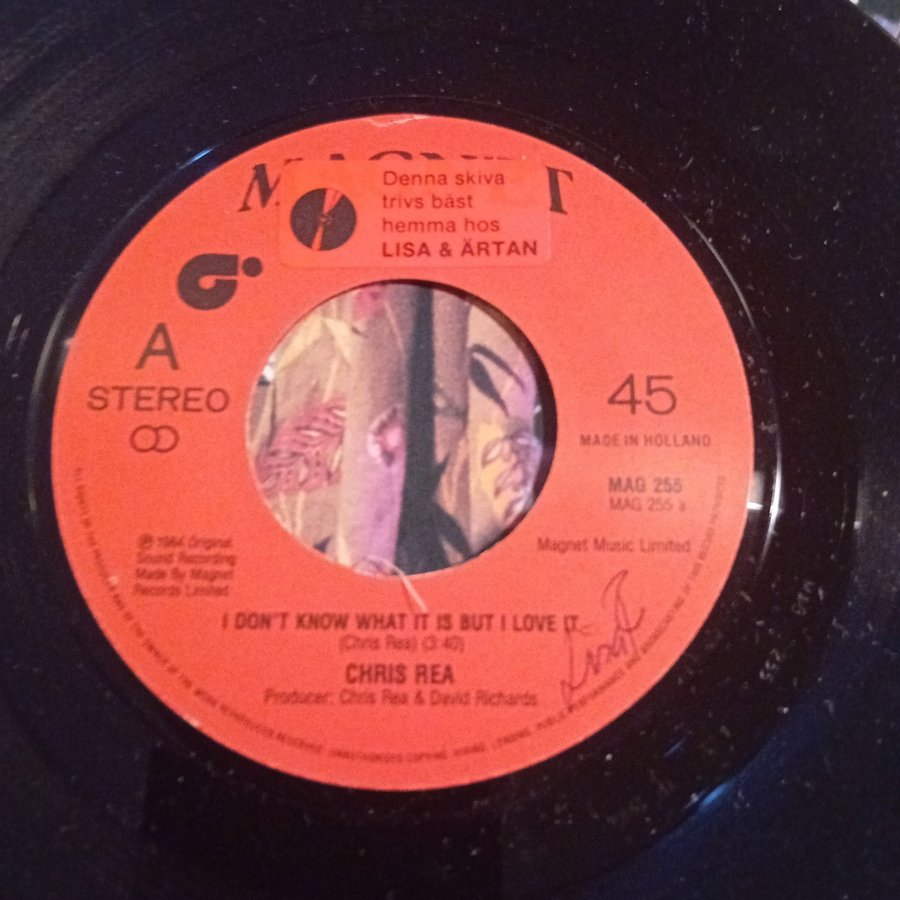 MAGNET
Denna skiva
trivs bäst
hemma hos
LISA & ÄRTAN
A
STEREO
45
MADE IN HOLLAND
MAG 255
MAG 255 a
℗ 1984 Original
Sound Recording
Made By Magnet
Records Limited
Magnet Music Limited
I DON'T KNOW WHAT IT IS BUT I LOVE IT
(Chris Rea) (3:40)
CHRIS REA
Producer: Chris Rea & David Richards